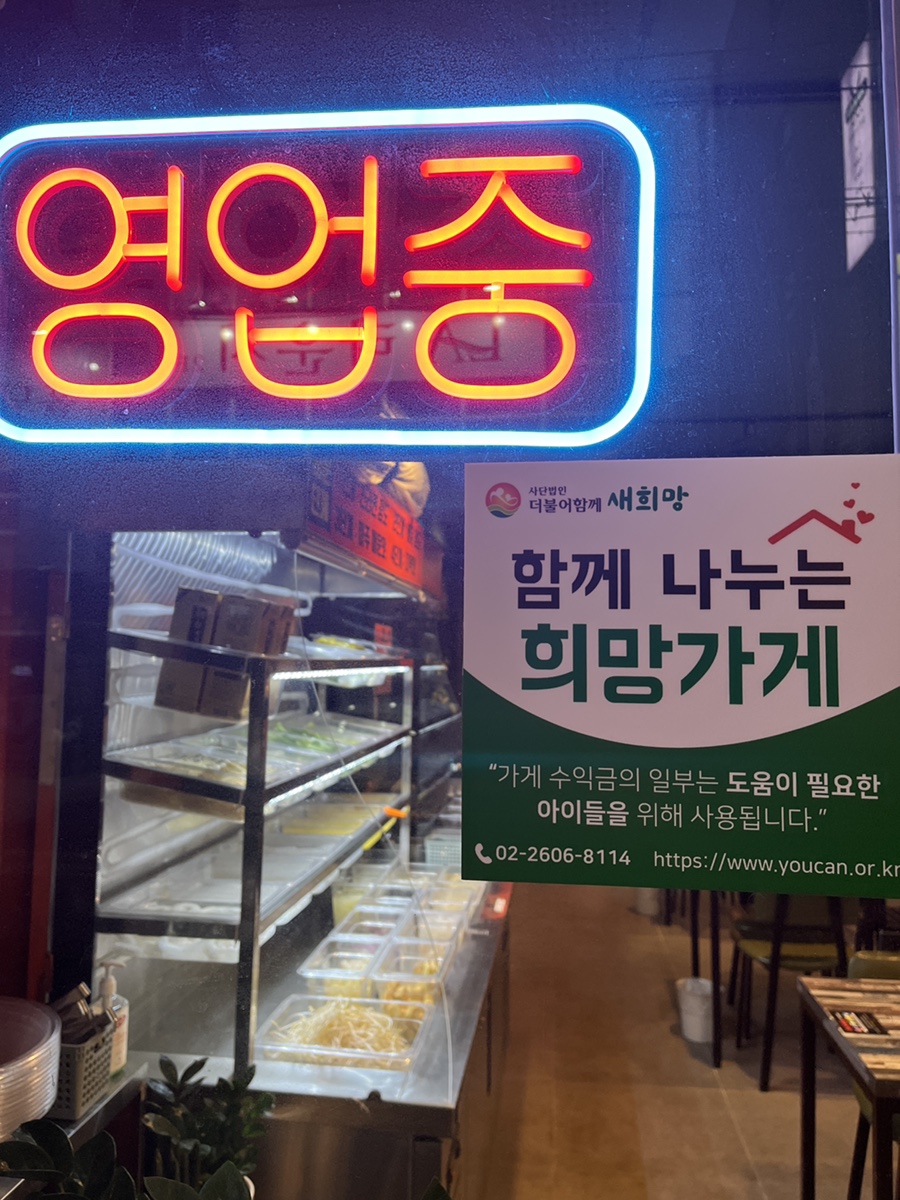 영업중
사단법인
더불어함께 새희망
함께 나누는
희망가게
“가게 수익금의 일부는 도움이 필요한
아이들을 위해 사용됩니다.”
02-2606-8114 https://www.youcan.or.kr